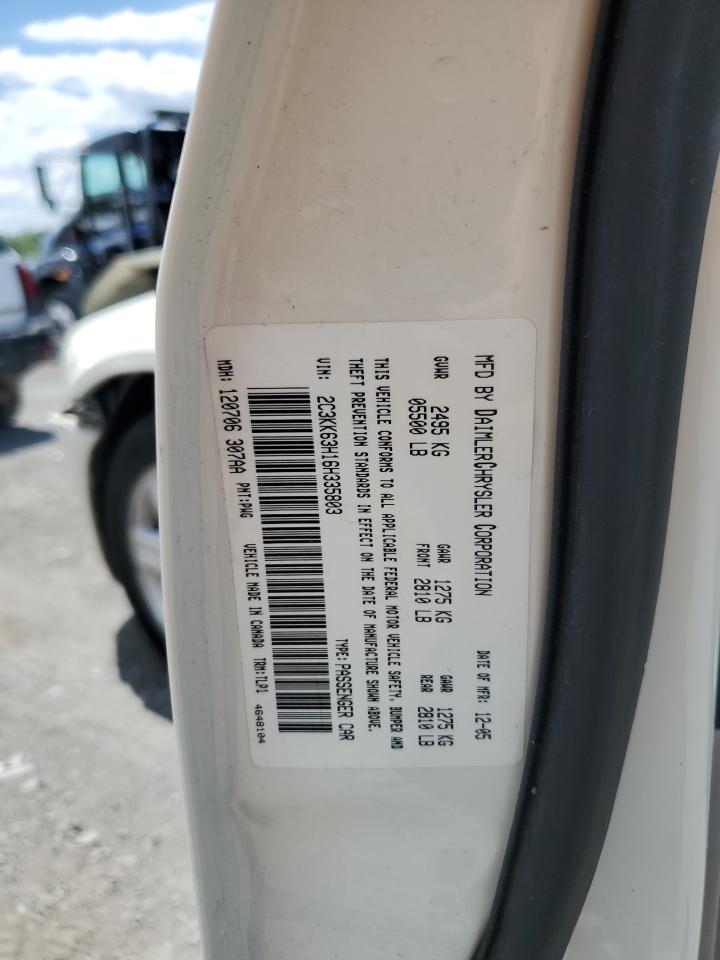 MFD BY DAIMLERCHRYSLER CORPORATION DATE OF MFR: 12-05
GVWR 2495 KG GAWR 1275 KG GAWR 1275 KG
05500 LB FRONT 2810 LB REAR 2810 LB
THIS VEHICLE CONFORMS TO ALL APPLICABLE FEDERAL MOTOR VEHICLE SAFETY, BUMPER AND
THEFT PREVENTION STANDARDS IN EFFECT ON THE DATE OF MANUFACTURE SHOWN ABOVE.
VIN: 2C3KK63H16H335803 TYPE: PASSENGER CAR
MDH: 120706 307AA PNT: PWG VEHICLE MADE IN CANADA TRM: TLP1 4648104